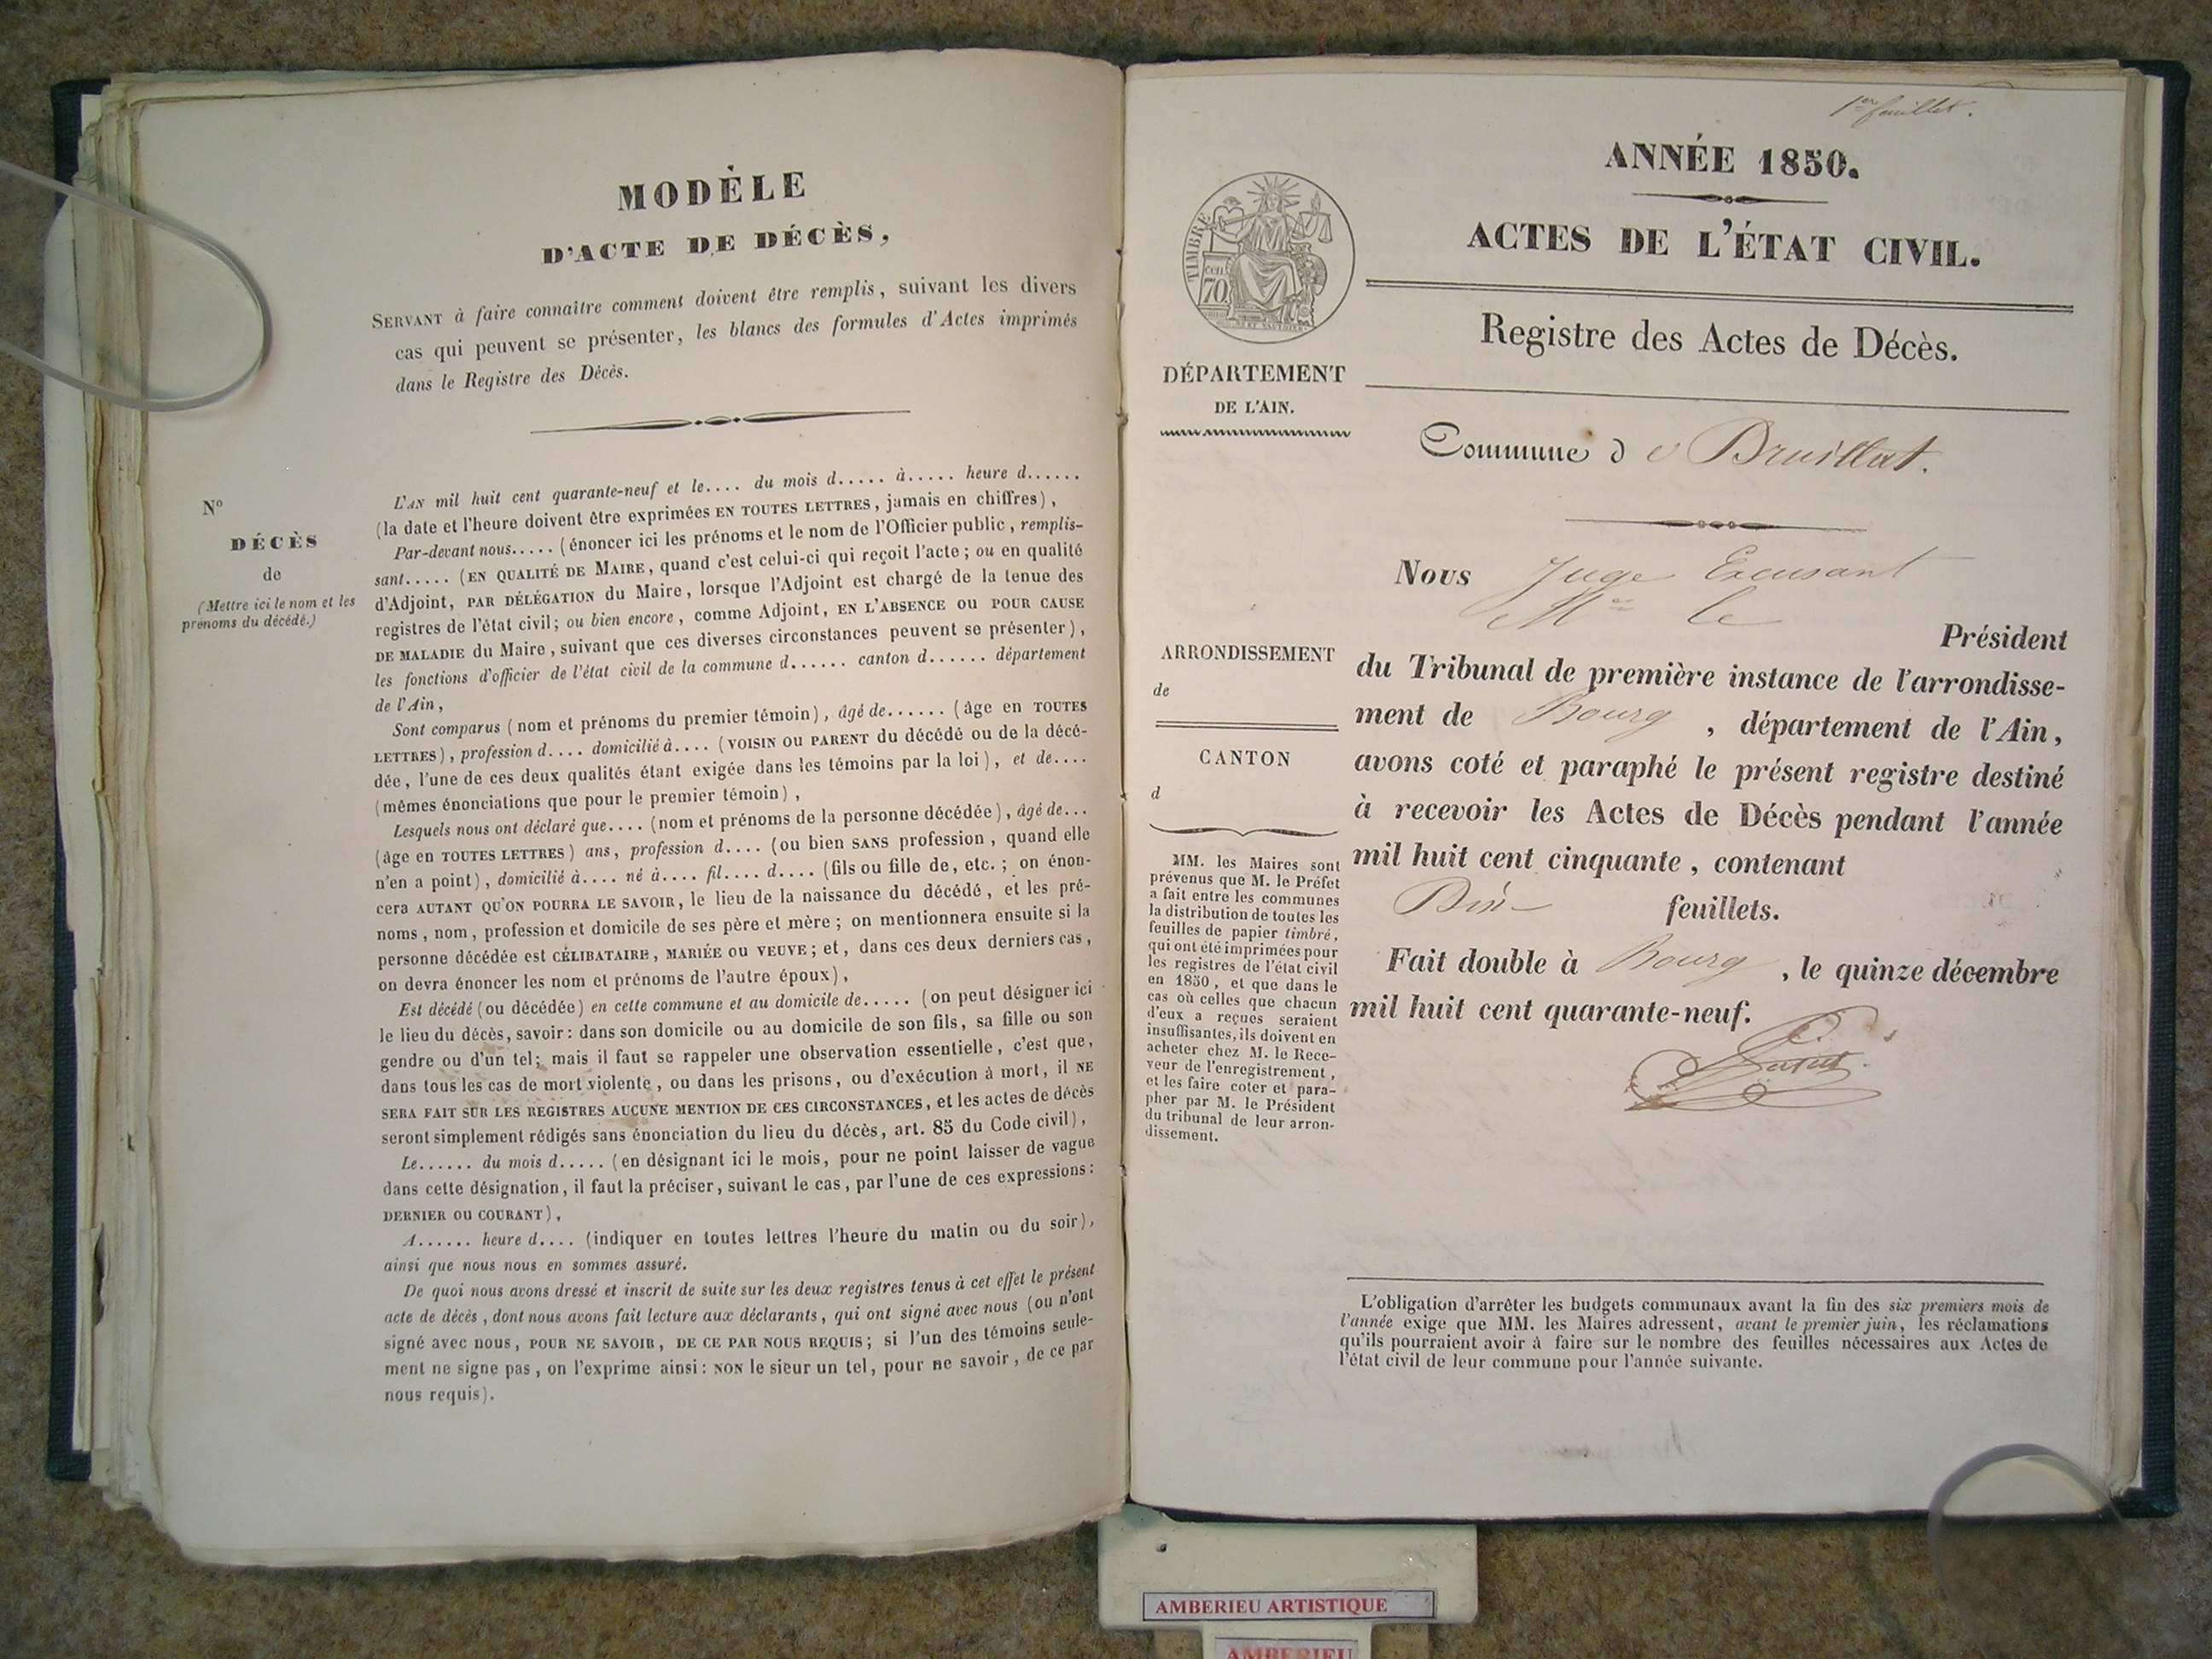 MODÈLE
D'ACTE DE DÉCÈS,
SERVANT à faire connaître comment doivent être remplis, suivant les divers
cas qui peuvent se présenter, les blancs des formules d'Actes imprimés
dans le Registre des Décès.
N°
DÉCÈS
de
(Mettre ici le nom et les
prénoms du décédé.)
L'AN mil huit cent quarante-neuf et le.... du mois d..... à..... heure d......
(la date et l'heure doivent être exprimées EN TOUTES LETTRES, jamais en chiffres),
Par-devant nous..... (énoncer ici les prénoms et le nom de l'Officier public, remplis-
sant..... (EN QUALITÉ DE MAIRE, quand c'est celui-ci qui reçoit l'acte; ou en qualité
d'Adjoint, PAR DÉLÉGATION du Maire, lorsque l'Adjoint est chargé de la tenue des
registres de l'état civil; ou bien encore, comme Adjoint, EN L'ABSENCE OU POUR CAUSE
DE MALADIE du Maire, suivant que ces diverses circonstances peuvent se présenter),
les fonctions d'officier de l'état civil de la commune d...... canton d...... département
de l'Ain,
Sont comparus (nom et prénoms du premier témoin), âgé de...... (âge en TOUTES
LETTRES), profession d.... domicilié à.... (VOISIN OU PARENT du décédé ou de la décé-
dée, l'une de ces deux qualités étant exigée dans les témoins par la loi), et de....
(mêmes énonciations que pour le premier témoin),
Lesquels nous ont déclaré que.... (nom et prénoms de la personne décédée), âgé de...
(âge en TOUTES LETTRES) ans, profession d.... (ou bien SANS profession, quand elle
n'en a point), domicilié à.... né à.... fil.... d.... (fils ou fille de, etc.; on énon-
cera AUTANT QU'ON POURRA LE SAVOIR, le lieu de la naissance du décédé, et les pré-
noms, nom, profession et domicile de ses père et mère; on mentionnera ensuite si la
personne décédée est CÉLIBATAIRE, MARIÉE OU VEUVE; et, dans ces deux derniers cas,
on devra énoncer les nom et prénoms de l'autre époux),
Est décédé (ou décédée) en cette commune et au domicile de..... (on peut désigner ici
le lieu du décès, savoir: dans son domicile ou au domicile de son fils, sa fille ou son
gendre ou d'un tel; mais il faut se rappeler une observation essentielle, c'est que,
dans tous les cas de mort violente, ou dans les prisons, ou d'exécution à mort, il NE
SERA FAIT SUR LES REGISTRES AUCUNE MENTION DE CES CIRCONSTANCES, et les actes de décès
seront simplement rédigés sans énonciation du lieu du décès, art. 85 du Code civil),
Le...... du mois d..... (en désignant ici le mois, pour ne point laisser de vague
dans cette désignation, il faut la préciser, suivant le cas, par l'une de ces expressions:
DERNIER OU COURANT),
A...... heure d.... (indiquer en toutes lettres l'heure du matin ou du soir),
ainsi que nous nous en sommes assuré.
De quoi nous avons dressé et inscrit de suite sur les deux registres tenus à cet effet le présent
acte de décès, dont nous avons fait lecture aux déclarants, qui ont signé avec nous (ou n'ont
signé avec nous, POUR NE SAVOIR, DE CE PAR NOUS REQUIS; si l'un des témoins seule-
ment ne signe pas, on l'exprime ainsi: NON le sieur un tel, pour ne savoir, de ce par
nous requis).
1er feuillet.
ANNÉE 1850.
ACTES DE L'ÉTAT CIVIL.
Registre des Actes de Décès.
TIMBRE
cen
70
DÉPARTEMENT
DE L'AIN.
Commune de Druillat.
Nous Juge Excusant
Mr le
Président
du Tribunal de première instance de l'arrondisse-
ment de Bourg, département de l'Ain,
avons coté et paraphé le présent registre destiné
à recevoir les Actes de Décès pendant l'année
mil huit cent cinquante, contenant
feuillets.
Fait double à Bourg, le quinze décembre
mil huit cent quarante-neuf.
ARRONDISSEMENT
de
CANTON
d
MM. les Maires sont
prévenus que M. le Préfet
a fait entre les communes
la distribution de toutes les
feuilles de papier timbré,
qui ont été imprimées pour
les registres de l'état civil
en 1850, et que dans le
cas où celles que chacun
d'eux a reçues seraient
insuffisantes, ils doivent en
acheter chez M. le Rece-
veur de l'enregistrement,
et les faire coter et para-
pher par M. le Président
du tribunal de leur arron-
dissement.
L'obligation d'arrêter les budgets communaux avant la fin des six premiers mois de
l'année exige que MM. les Maires adressent, avant le premier juin, les réclamations
qu'ils pourraient avoir à faire sur le nombre des feuilles nécessaires aux Actes de
l'état civil de leur commune pour l'année suivante.
AMBERIEU ARTISTIQUE
AMBERIEU